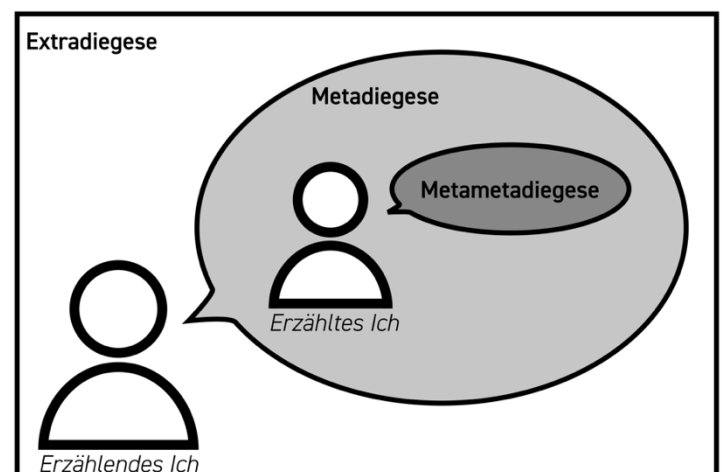 Extradiegese
Metadiegese
Metametadiegese
Erzähltes Ich
Erzählendes Ich